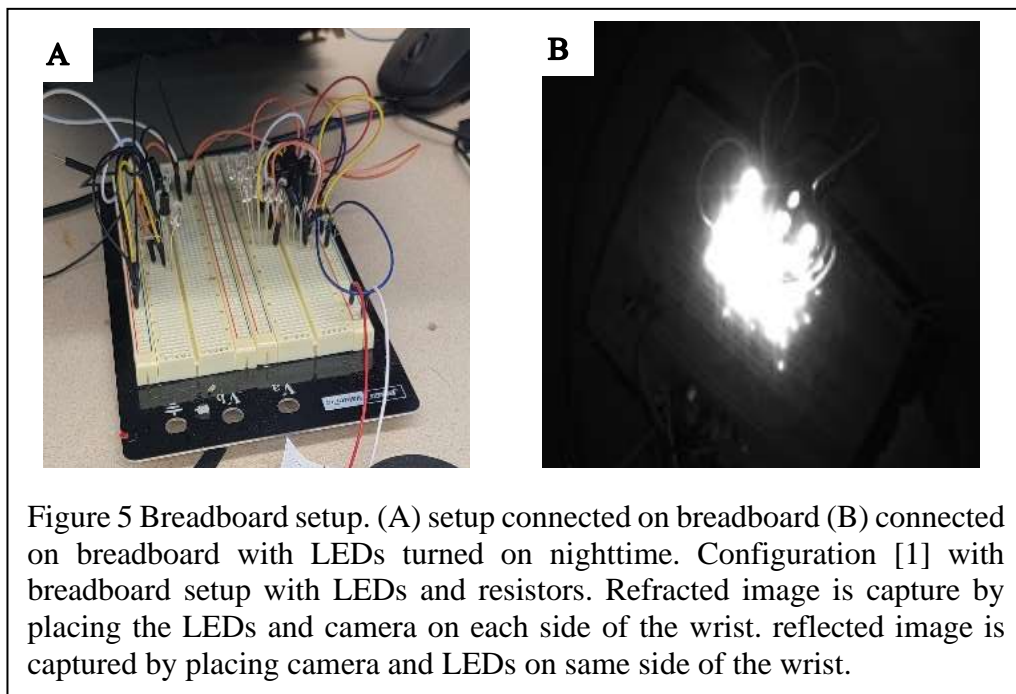 A
B
Vb
Va
Figure 5 Breadboard setup. (A) setup connected on breadboard (B) connected
on breadboard with LEDs turned on nighttime. Configuration [1] with
breadboard setup with LEDs and resistors. Refracted image is capture by
placing the LEDs and camera on each side of the wrist. reflected image is
captured by placing camera and LEDs on same side of the wrist.